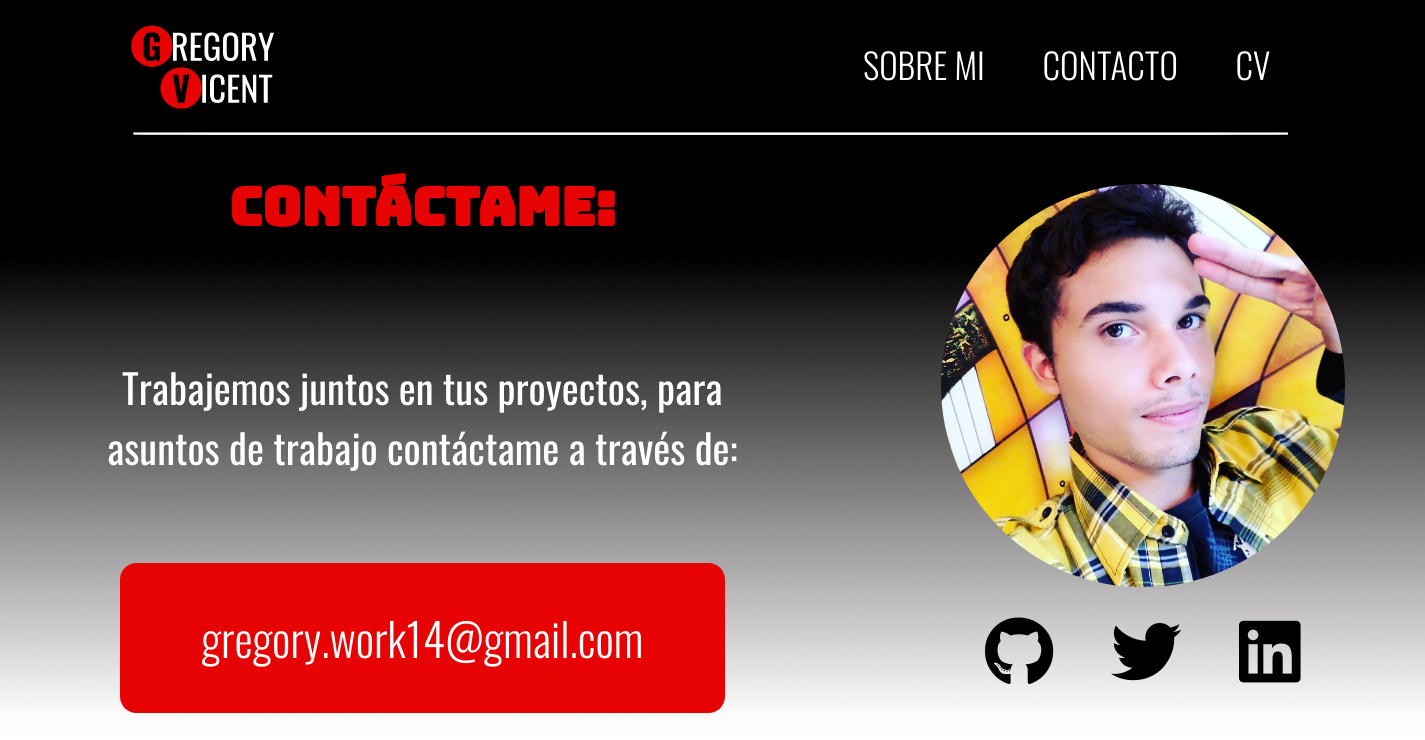 GREGORY
VICENT
SOBRE MI
CONTACTO
CV
CONTÁCTAME:
Trabajemos juntos en tus proyectos, para
asuntos de trabajo contáctame a través de:
gregory.work14@gmail.com
in